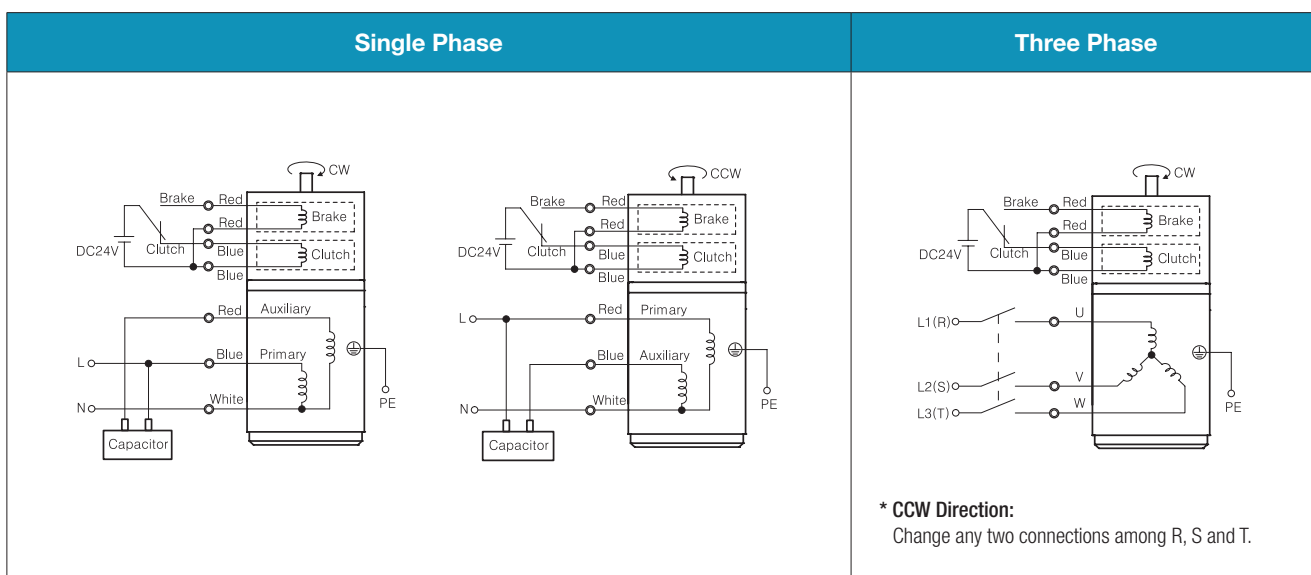 Single Phase
Three Phase
CW
Brake
Red
Brake
Red
DC24V
Clutch
Blue
Clutch
Blue
Red
Auxiliary
L
Blue
Primary
N
White
PE
Capacitor
CCW
Brake
Red
Brake
Red
DC24V
Clutch
Blue
Clutch
Blue
L
Red
Primary
Blue
Auxiliary
N
White
PE
Capacitor
CW
Brake
Red
Brake
Red
DC24V
Clutch
Blue
Clutch
Blue
L1(R)
U
L2(S)
V
L3(T)
W
PE
* CCW Direction:
Change any two connections among R, S and T.